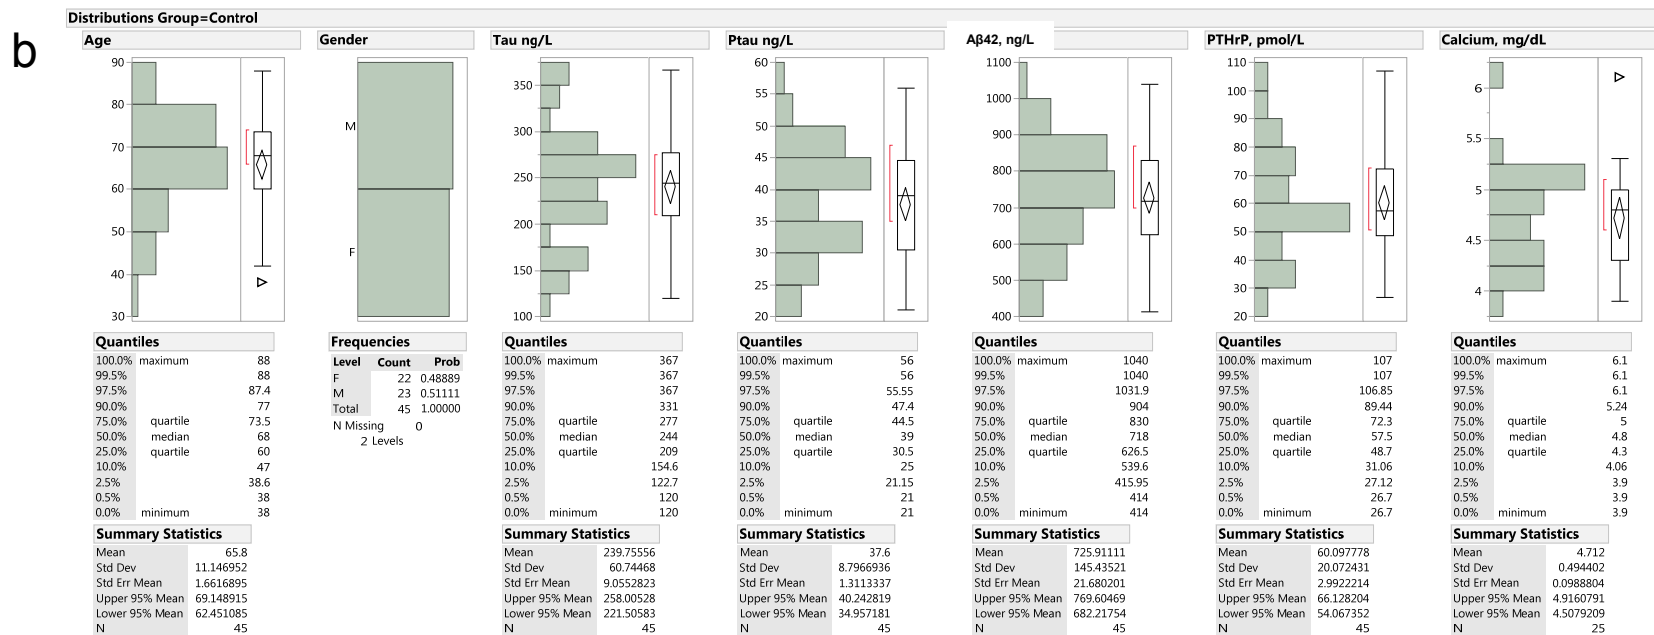 b
Distributions Group=Control
Age
90
80
70
60
50
40
30
Quantiles
100.0% maximum 88
99.5% 88
97.5% 87.4
90.0% 77
75.0% quartile 73.5
50.0% median 68
25.0% quartile 60
10.0% 47
2.5% 38.6
0.5% 38
0.0% minimum 38
Summary Statistics
Mean 65.8
Std Dev 11.146952
Std Err Mean 1.6616895
Upper 95% Mean 69.148915
Lower 95% Mean 62.451085
N 45
Gender
M
F
Frequencies
Level Count Prob
F 22 0.48889
M 23 0.51111
Total 45 1.00000
N Missing 0
2 Levels
Tau ng/L
350
300
250
200
150
100
Quantiles
100.0% maximum 367
99.5% 367
97.5% 367
90.0% 331
75.0% quartile 277
50.0% median 244
25.0% quartile 209
10.0% 154.6
2.5% 122.7
0.5% 120
0.0% minimum 120
Summary Statistics
Mean 239.75556
Std Dev 60.74468
Std Err Mean 9.0552823
Upper 95% Mean 258.00528
Lower 95% Mean 221.50583
N 45
Ptau ng/L
60
55
50
45
40
35
30
25
20
Quantiles
100.0% maximum 56
99.5% 56
97.5% 55.55
90.0% 47.4
75.0% quartile 44.5
50.0% median 39
25.0% quartile 30.5
10.0% 25
2.5% 21.15
0.5% 21
0.0% minimum 21
Summary Statistics
Mean 37.6
Std Dev 8.7966936
Std Err Mean 1.3113337
Upper 95% Mean 40.242819
Lower 95% Mean 34.957181
N 45
Aβ42, ng/L
1100
1000
900
800
700
600
500
400
Quantiles
100.0% maximum 1040
99.5% 1040
97.5% 1031.9
90.0% 904
75.0% quartile 830
50.0% median 718
25.0% quartile 626.5
10.0% 539.6
2.5% 415.95
0.5% 414
0.0% minimum 414
Summary Statistics
Mean 725.91111
Std Dev 145.43521
Std Err Mean 21.680201
Upper 95% Mean 769.60469
Lower 95% Mean 682.21754
N 45
PTHrP, pmol/L
110
100
90
80
70
60
50
40
30
20
Quantiles
100.0% maximum 107
99.5% 107
97.5% 106.85
90.0% 89.44
75.0% quartile 72.3
50.0% median 57.5
25.0% quartile 48.7
10.0% 31.06
2.5% 27.12
0.5% 26.7
0.0% minimum 26.7
Summary Statistics
Mean 60.097778
Std Dev 20.072431
Std Err Mean 2.9922214
Upper 95% Mean 66.128204
Lower 95% Mean 54.067352
N 45
Calcium, mg/dL
6
5.5
5
4.5
4
Quantiles
100.0% maximum 6.1
99.5% 6.1
97.5% 6.1
90.0% 5.24
75.0% quartile 5
50.0% median 4.8
25.0% quartile 4.3
10.0% 4.06
2.5% 3.9
0.5% 3.9
0.0% minimum 3.9
Summary Statistics
Mean 4.712
Std Dev 0.494402
Std Err Mean 0.0988804
Upper 95% Mean 4.9160791
Lower 95% Mean 4.5079209
N 25